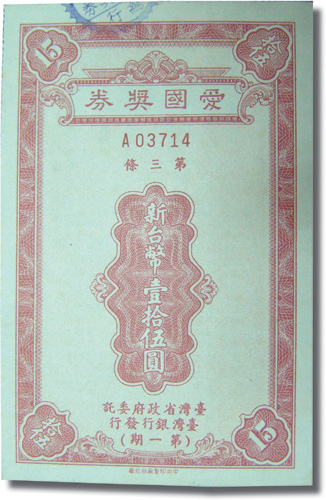 15
拾伍
愛國獎券
A 03714
第三條
新台幣壹拾伍圓
臺灣省政府委託
臺灣銀行發行
(第一期)
拾伍
15